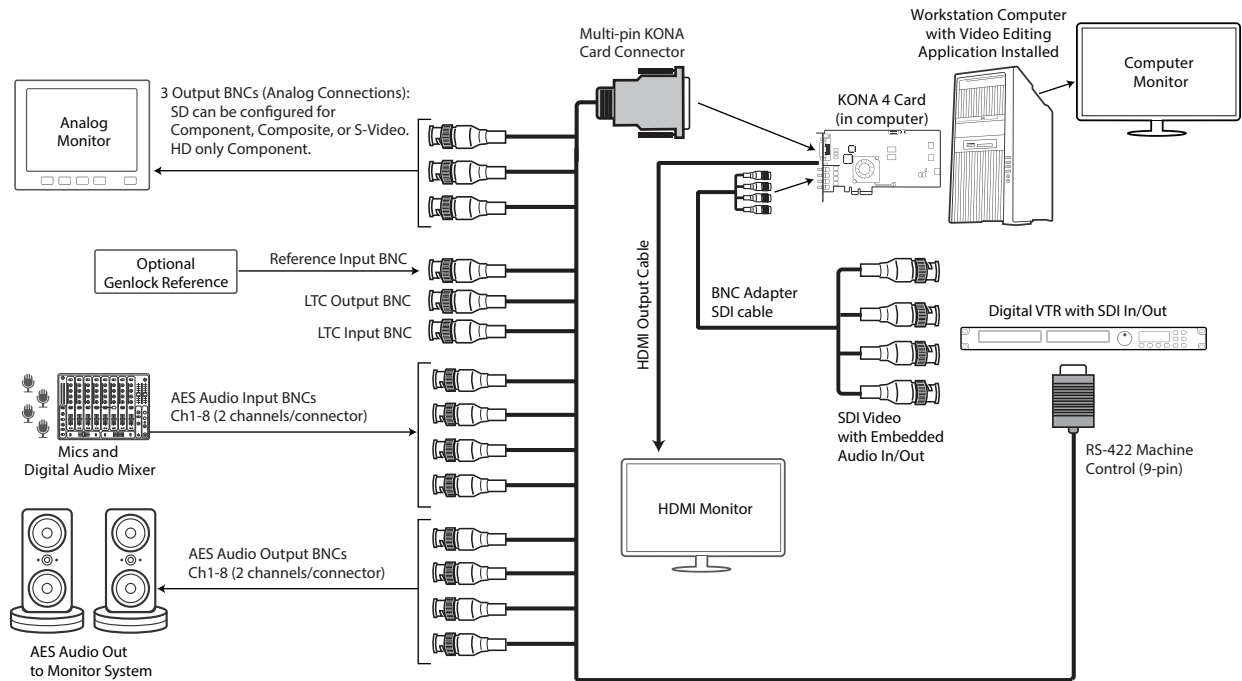 Multi-pin KONA
Card Connector
Workstation Computer
with Video Editing
Application Installed
Computer
Monitor
KONA 4 Card
(in computer)
3 Output BNCs (Analog Connections):
SD can be configured for
Component, Composite, or S-Video.
HD only Component.
Analog
Monitor
Optional
Genlock Reference
Reference Input BNC
LTC Output BNC
LTC Input BNC
HDMI Output Cable
BNC Adapter
SDI cable
Digital VTR with SDI In/Out
AES Audio Input BNCs
Ch1-8 (2 channels/connector)
Mics and
Digital Audio Mixer
SDI Video
with Embedded
Audio In/Out
RS-422 Machine
Control (9-pin)
HDMI Monitor
AES Audio Output BNCs
Ch1-8 (2 channels/connector)
AES Audio Out
to Monitor System